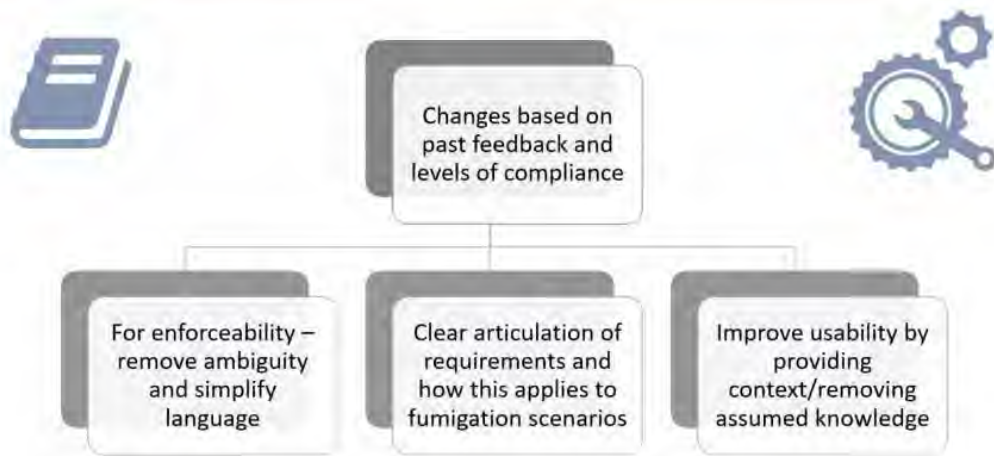 Changes based on
past feedback and
levels of compliance
For enforceability –
remove ambiguity
and simplify
language
Clear articulation of
requirements and
how this applies to
fumigation scenarios
Improve usability by
providing
context/removing
assumed knowledge